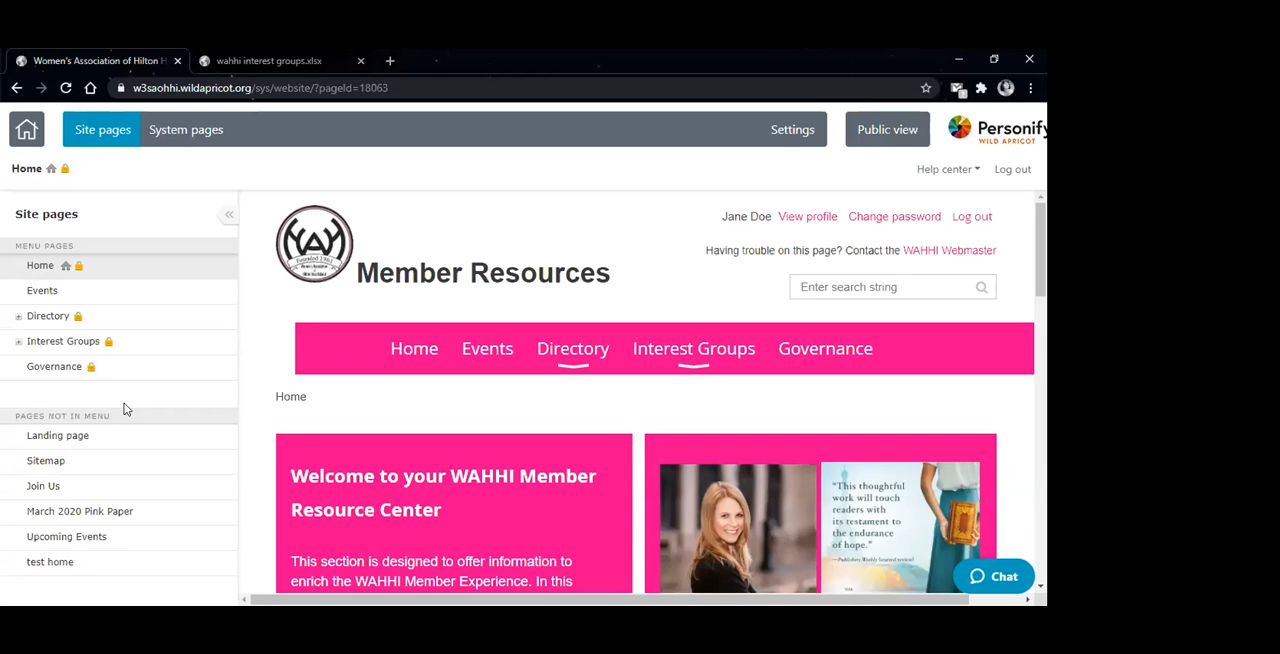 Women's Association of Hilton H
wahhi interest groups.xlsx
w3saohhi.wildapricot.org/sys/website/?pageId=18063
Site pages
System pages
Settings
Public view
Personify
WILD APRICOT
Home
Help center
Log out
Site pages
MENU PAGES
Home
Events
Directory
Interest Groups
Governance
PAGES NOT IN MENU
Landing page
Sitemap
Join Us
March 2020 Pink Paper
Upcoming Events
test home
WAH
Jane Doe View profile Change password Log out
Having trouble on this page? Contact the WAHHI Webmaster
Member Resources
Enter search string
Home Events Directory Interest Groups Governance
Home
Welcome to your WAHHI Member
Resource Center
This section is designed to offer information to
enrich the WAHHI Member Experience. In this
"This thoughtful
work will touch
readers with
its testament to
the endurance
of hope."
Chat